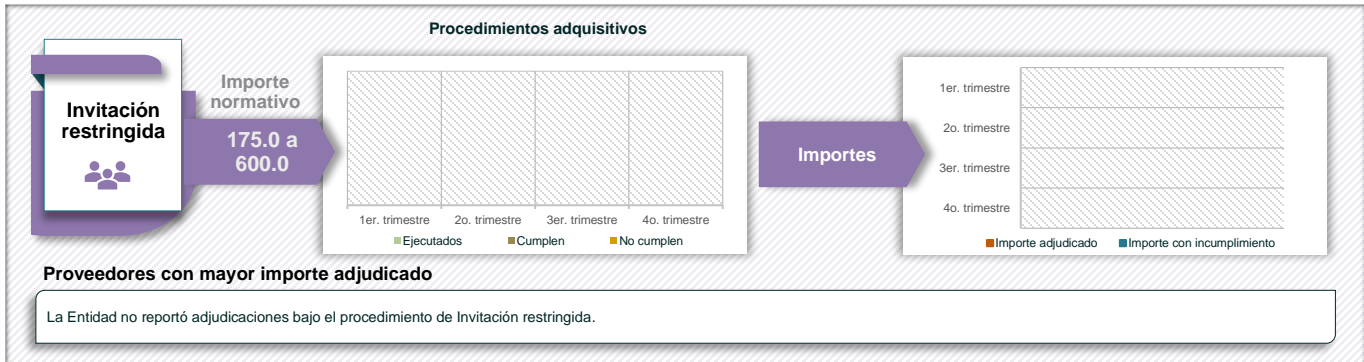 Procedimientos adquisitivos
Invitación
restringida
Importe
normativo
175.0 a
600.0
1er. trimestre
2o. trimestre
3er. trimestre
4o. trimestre
Ejecutados
Cumplen
No cumplen
Importes
1er. trimestre
2o. trimestre
3er. trimestre
4o. trimestre
Importe adjudicado
Importe con incumplimiento
Proveedores con mayor importe adjudicado
La Entidad no reportó adjudicaciones bajo el procedimiento de Invitación restringida.